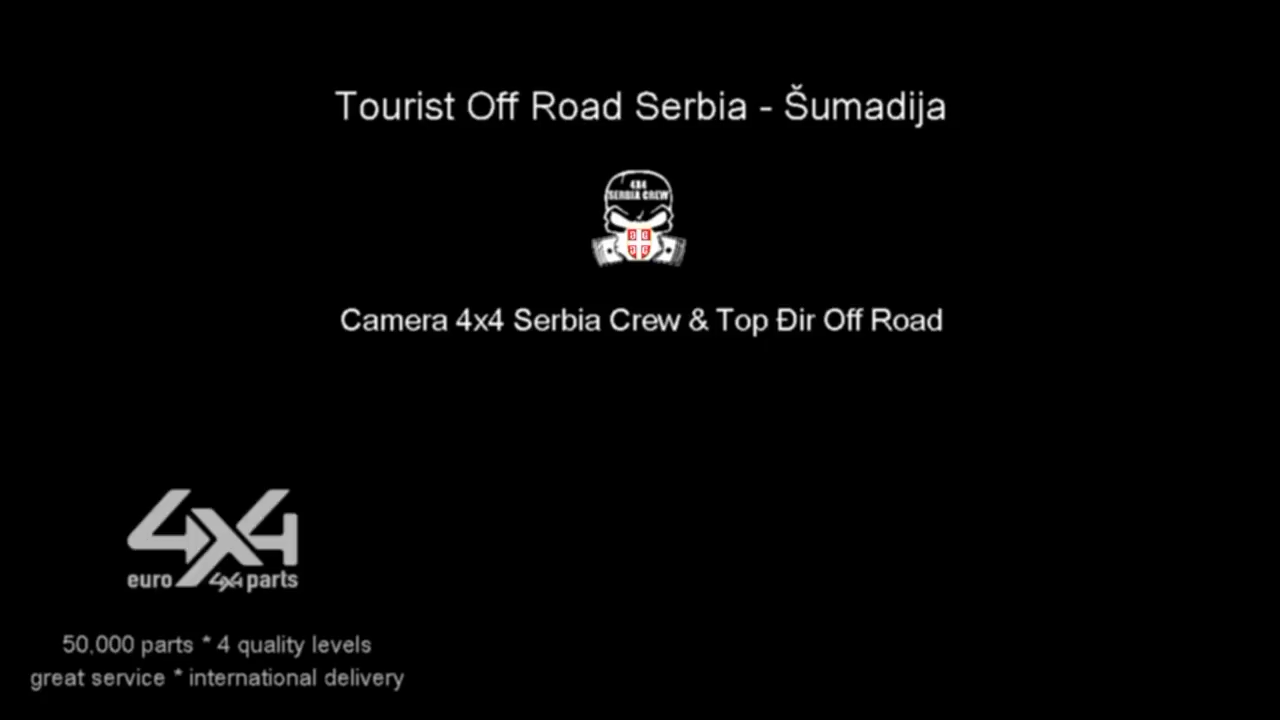 Tourist Off Road Serbia - Šumadija
4X4
SERBIA CREW
Camera 4x4 Serbia Crew & Top Đir Off Road
4x4
euro 4x4 parts
50,000 parts * 4 quality levels
great service * international delivery